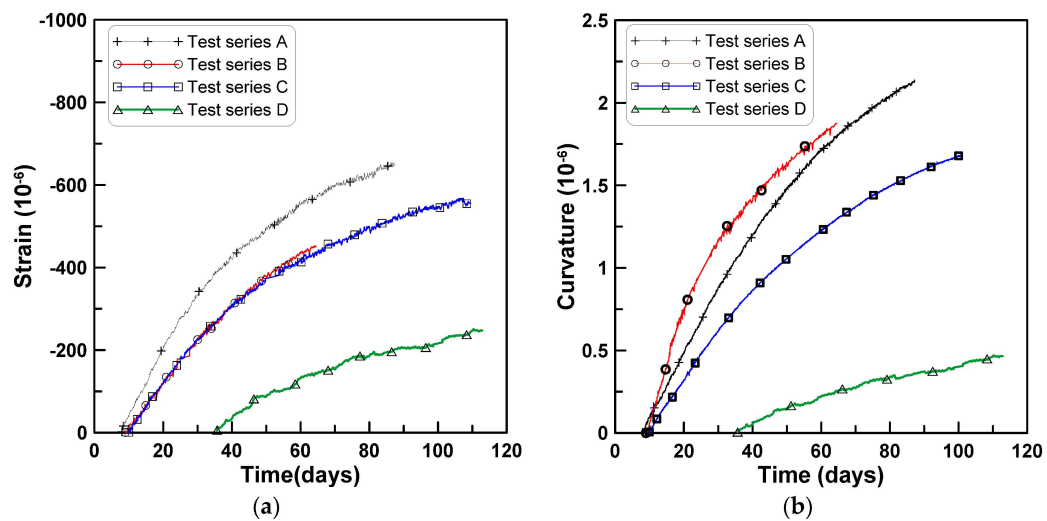 Test series A
Test series B
Test series C
Test series D
-1000
-800
-600
-400
-200
0
Strain (10⁻⁶)
0 20 40 60 80 100 120
Time(days)
(a)
Test series A
Test series B
Test series C
Test series D
2.5
2
1.5
1
0.5
0
Curvature (10⁻⁶)
0 20 40 60 80 100 120
Time (days)
(b)